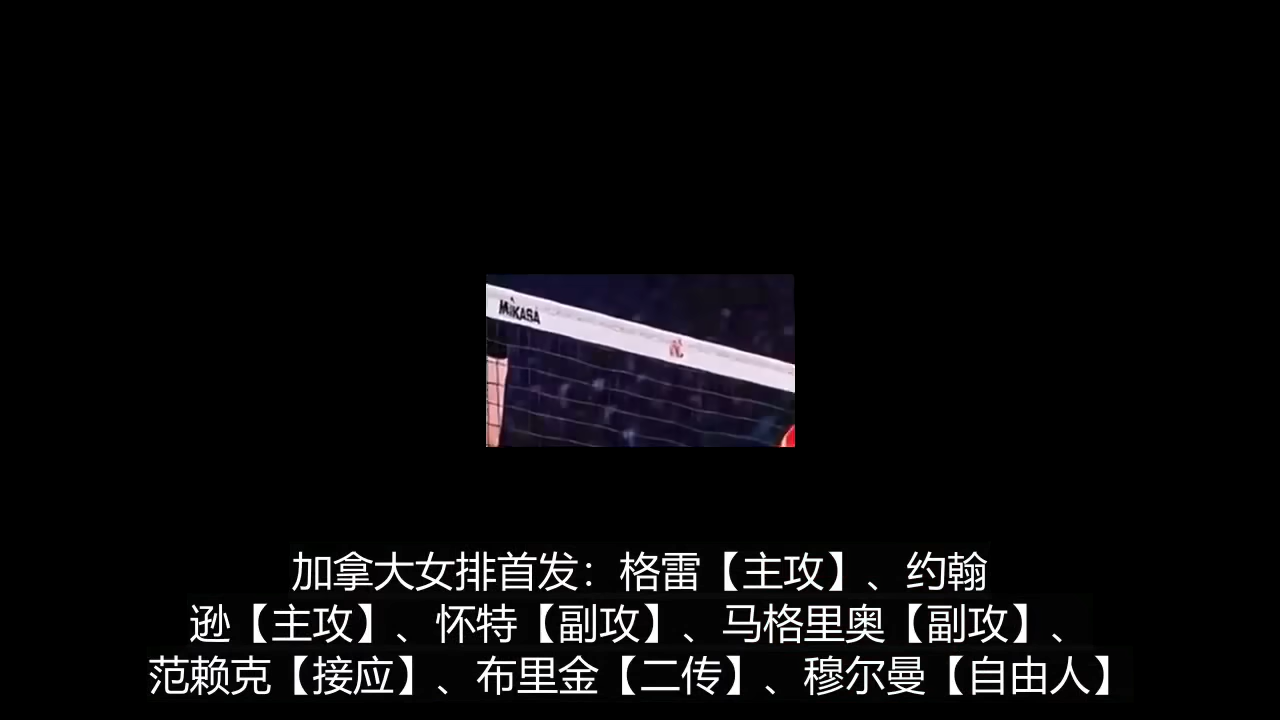 MIKASA
加拿大女排首发：格雷【主攻】、约翰
逊【主攻】、怀特【副攻】、马格里奥【副攻】、
范赖克【接应】、布里金【二传】、穆尔曼【自由人】